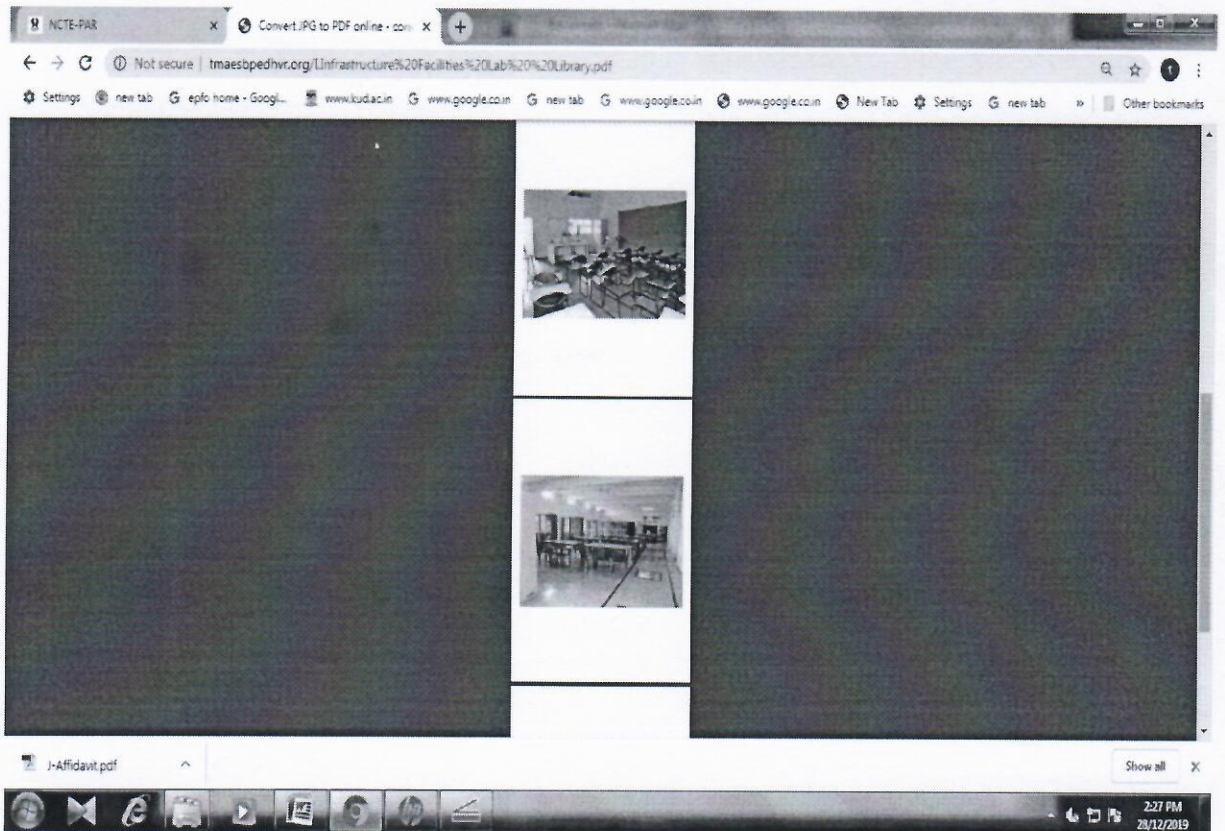 NCTE-PAR × Convert JPG to PDF online - con × +
Not secure | tmaesbpedhvr.org/I.Infrastructure%20Facilities%20Lab%20%20Library.pdf
Settings new tab G epfo home - Googl... www.kud.ac.in G www.google.co.in G new tab G www.google.co.in www.google.co.in New Tab Settings G new tab » Other bookmarks
J-Affidavit.pdf Show all ×
2:27 PM
28/12/2019